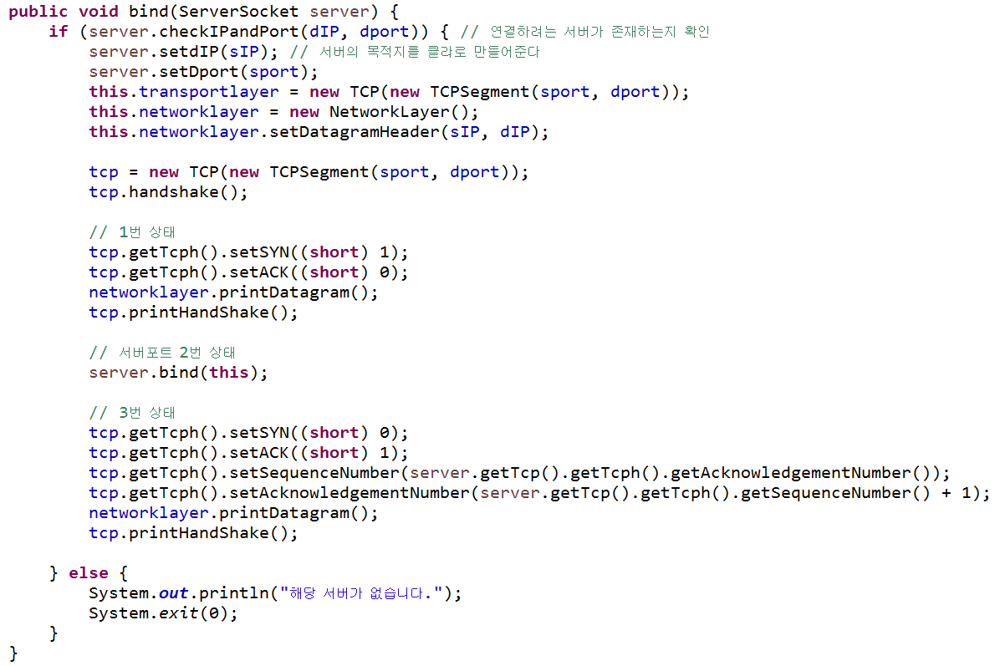 public void bind(ServerSocket server) {
    if (server.checkIPandPort(dIP, dport)) { // 연결하려는 서버가 존재하는지 확인
        server.setdIP(sIP); // 서버의 목적지를 클라로 만들어준다
        server.setDport(sport);
        this.transportlayer = new TCP(new TCPSegment(sport, dport));
        this.networklayer = new NetworkLayer();
        this.networklayer.setDatagramHeader(sIP, dIP);

        tcp = new TCP(new TCPSegment(sport, dport));
        tcp.handshake();

        // 1번 상태
        tcp.getTcph().setSYN((short) 1);
        tcp.getTcph().setACK((short) 0);
        networklayer.printDatagram();
        tcp.printHandShake();

        // 서버포트 2번 상태
        server.bind(this);

        // 3번 상태
        tcp.getTcph().setSYN((short) 0);
        tcp.getTcph().setACK((short) 1);
        tcp.getTcph().setSequenceNumber(server.getTcp().getTcph().getAcknowledgementNumber());
        tcp.getTcph().setAcknowledgementNumber(server.getTcp().getTcph().getSequenceNumber() + 1);
        networklayer.printDatagram();
        tcp.printHandShake();

    } else {
        System.out.println("해당 서버가 없습니다.");
        System.exit(0);
    }
}